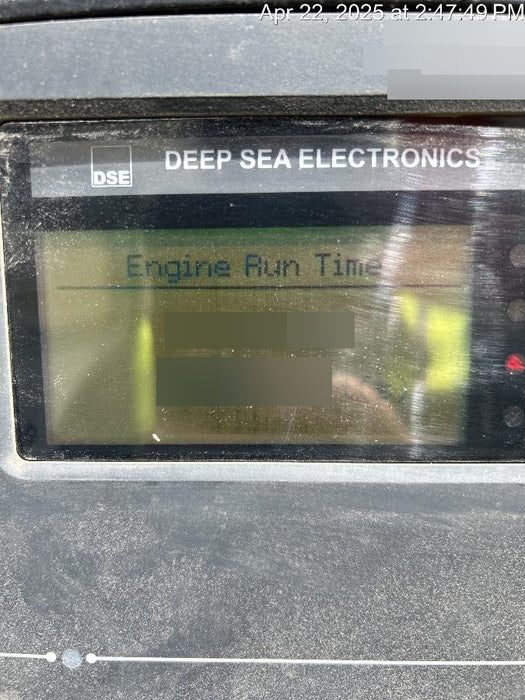 Apr 22, 2025 at 2:47:49 PM
DSE
DEEP SEA ELECTRONICS
Engine Run Time